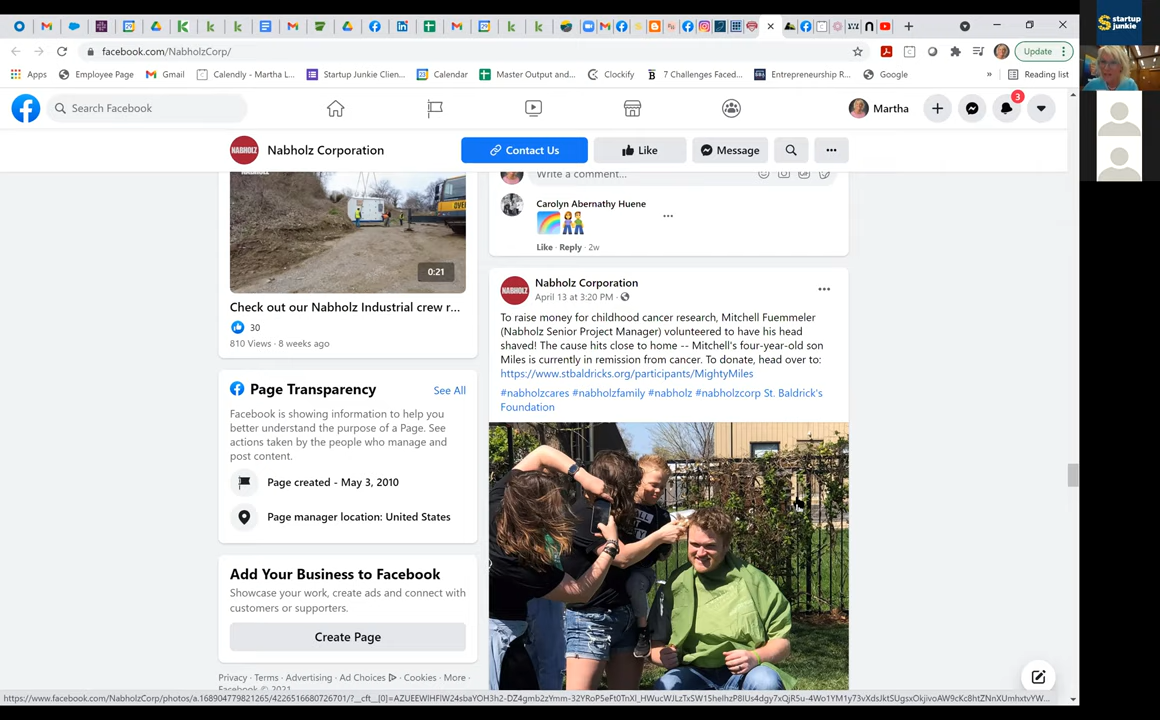 facebook.com/NabholzCorp/
Update
Apps
Employee Page
Gmail
Calendly - Martha L...
Startup Junkie Clien...
Calendar
Master Output and...
Clockify
7 Challenges Faced...
Entrepreneurship R...
Google
»
Reading list
startup
junkie
Search Facebook
Martha
3
NABHOLZ
Nabholz Corporation
Contact Us
Like
Message
Write a comment...
Carolyn Abernathy Huene
Like · Reply · 2w
0:21
Check out our Nabholz Industrial crew r...
30
810 Views · 8 weeks ago
Page Transparency
See All
Facebook is showing information to help you
better understand the purpose of a Page. See
actions taken by the people who manage and
post content.
Page created - May 3, 2010
Page manager location: United States
Add Your Business to Facebook
Showcase your work, create ads and connect with
customers or supporters.
Create Page
Privacy · Terms · Advertising · Ad Choices · Cookies · More ·
Facebook © 2021
NABHOLZ
Nabholz Corporation
April 13 at 3:20 PM ·
To raise money for childhood cancer research, Mitchell Fuemmeler
(Nabholz Senior Project Manager) volunteered to have his head
shaved! The cause hits close to home -- Mitchell's four-year-old son
Miles is currently in remission from cancer. To donate, head over to:
https://www.stbaldricks.org/participants/MightyMiles
#nabholzcares #nabholzfamily #nabholz #nabholzcorp St. Baldrick's
Foundation